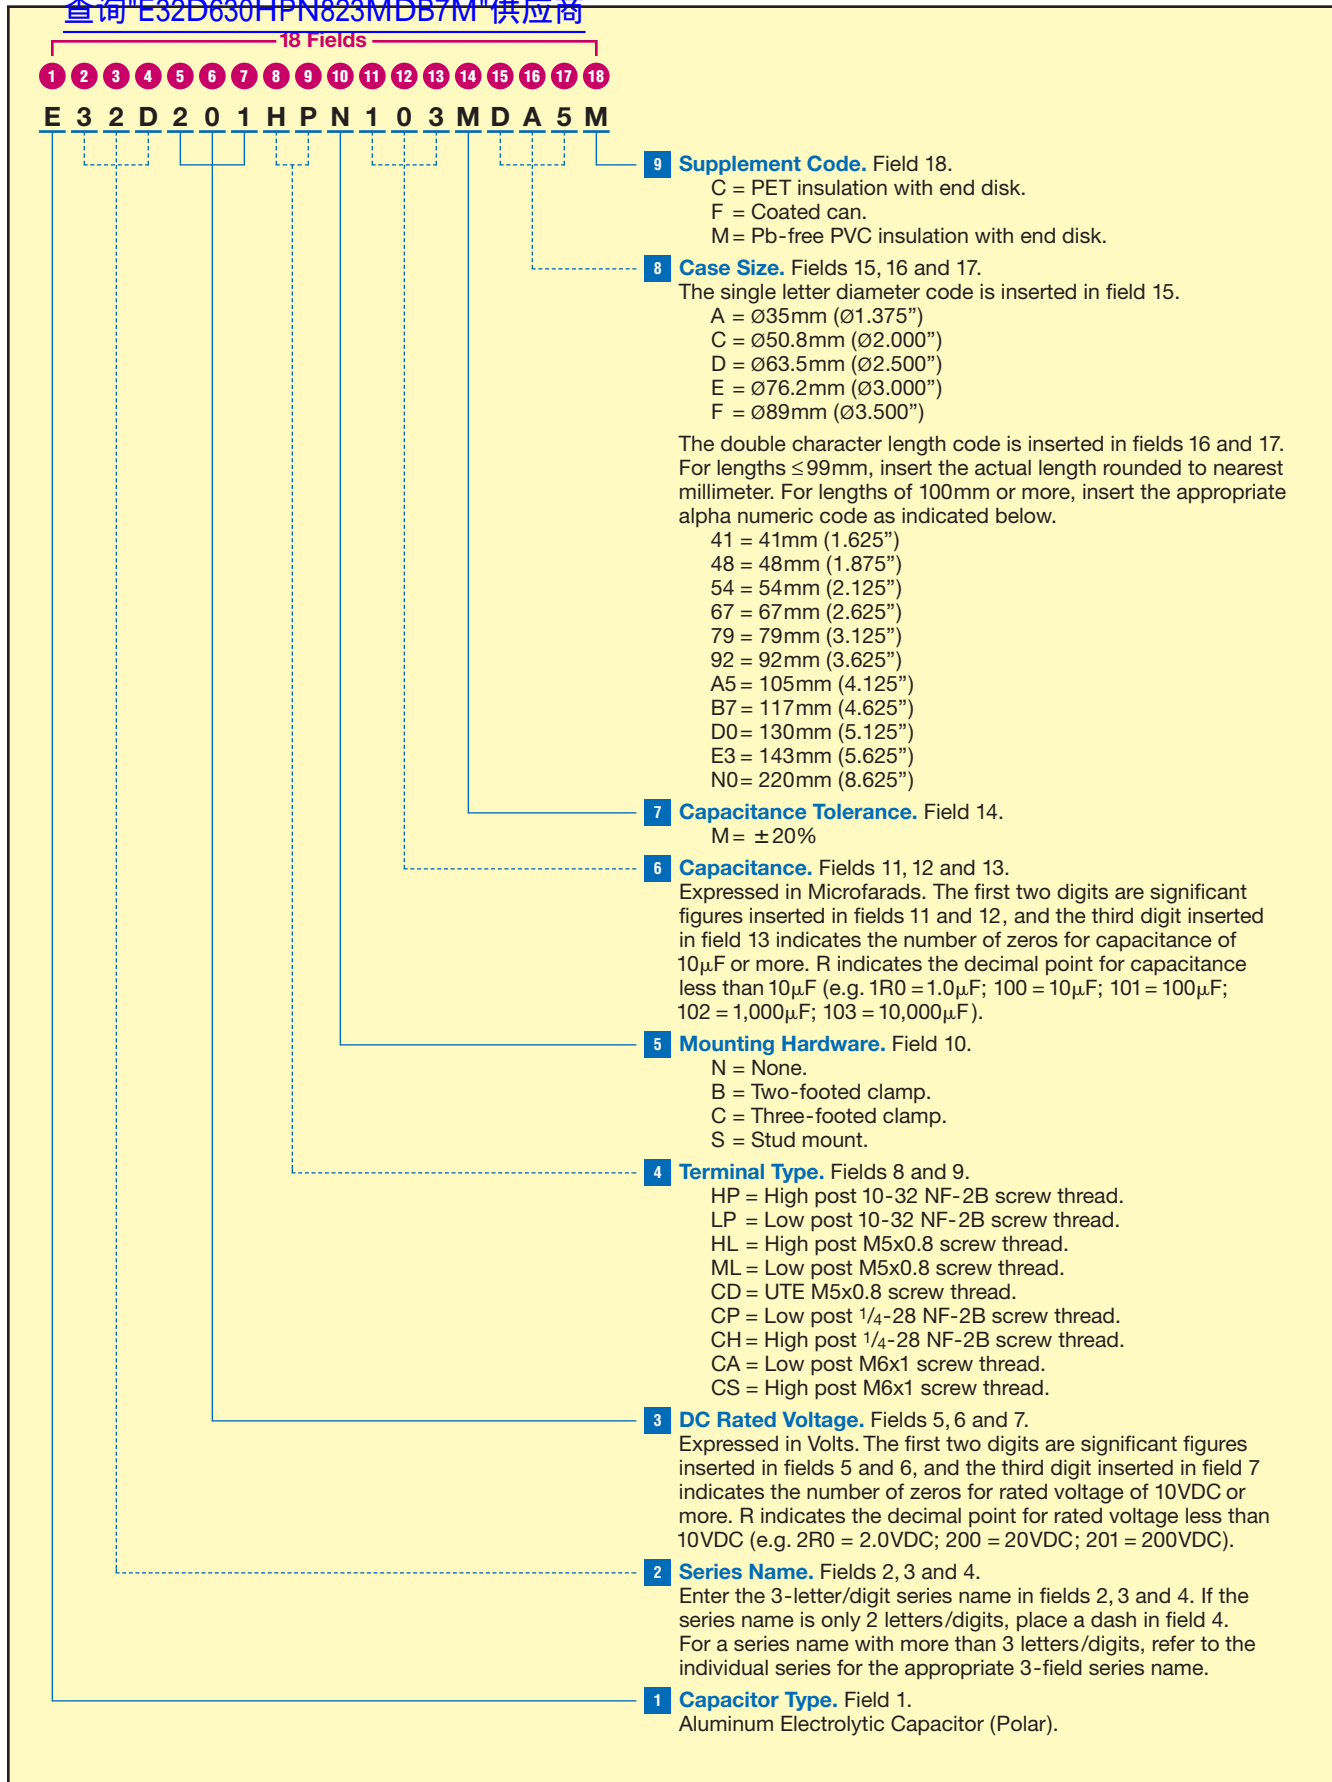 查询"E32D630HPN823MDB7M"供应商
18 Fields
1 2 3 4 5 6 7 8 9 10 11 12 13 14 15 16 17 18
E 3 2 D 2 0 1 H P N 1 0 3 M D A 5 M
9 Supplement Code. Field 18.
C = PET insulation with end disk.
F = Coated can.
M = Pb-free PVC insulation with end disk.
8 Case Size. Fields 15, 16 and 17.
The single letter diameter code is inserted in field 15.
A = Ø35mm (Ø1.375”)
C = Ø50.8mm (Ø2.000”)
D = Ø63.5mm (Ø2.500”)
E = Ø76.2mm (Ø3.000”)
F = Ø89mm (Ø3.500”)
The double character length code is inserted in fields 16 and 17.
For lengths ≤99mm, insert the actual length rounded to nearest
millimeter. For lengths of 100mm or more, insert the appropriate
alpha numeric code as indicated below.
41 = 41mm (1.625”)
48 = 48mm (1.875”)
54 = 54mm (2.125”)
67 = 67mm (2.625”)
79 = 79mm (3.125”)
92 = 92mm (3.625”)
A5 = 105mm (4.125”)
B7 = 117mm (4.625”)
D0 = 130mm (5.125”)
E3 = 143mm (5.625”)
N0 = 220mm (8.625”)
7 Capacitance Tolerance. Field 14.
M = ±20%
6 Capacitance. Fields 11, 12 and 13.
Expressed in Microfarads. The first two digits are significant
figures inserted in fields 11 and 12, and the third digit inserted
in field 13 indicates the number of zeros for capacitance of
10µF or more. R indicates the decimal point for capacitance
less than 10µF (e.g. 1R0 = 1.0µF; 100 = 10µF; 101 = 100µF;
102 = 1,000µF; 103 = 10,000µF).
5 Mounting Hardware. Field 10.
N = None.
B = Two-footed clamp.
C = Three-footed clamp.
S = Stud mount.
4 Terminal Type. Fields 8 and 9.
HP = High post 10-32 NF-2B screw thread.
LP = Low post 10-32 NF-2B screw thread.
HL = High post M5x0.8 screw thread.
ML = Low post M5x0.8 screw thread.
CD = UTE M5x0.8 screw thread.
CP = Low post 1/4-28 NF-2B screw thread.
CH = High post 1/4-28 NF-2B screw thread.
CA = Low post M6x1 screw thread.
CS = High post M6x1 screw thread.
3 DC Rated Voltage. Fields 5, 6 and 7.
Expressed in Volts. The first two digits are significant figures
inserted in fields 5 and 6, and the third digit inserted in field 7
indicates the number of zeros for rated voltage of 10VDC or
more. R indicates the decimal point for rated voltage less than
10VDC (e.g. 2R0 = 2.0VDC; 200 = 20VDC; 201 = 200VDC).
2 Series Name. Fields 2, 3 and 4.
Enter the 3-letter/digit series name in fields 2, 3 and 4. If the
series name is only 2 letters/digits, place a dash in field 4.
For a series name with more than 3 letters/digits, refer to the
individual series for the appropriate 3-field series name.
1 Capacitor Type. Field 1.
Aluminum Electrolytic Capacitor (Polar).